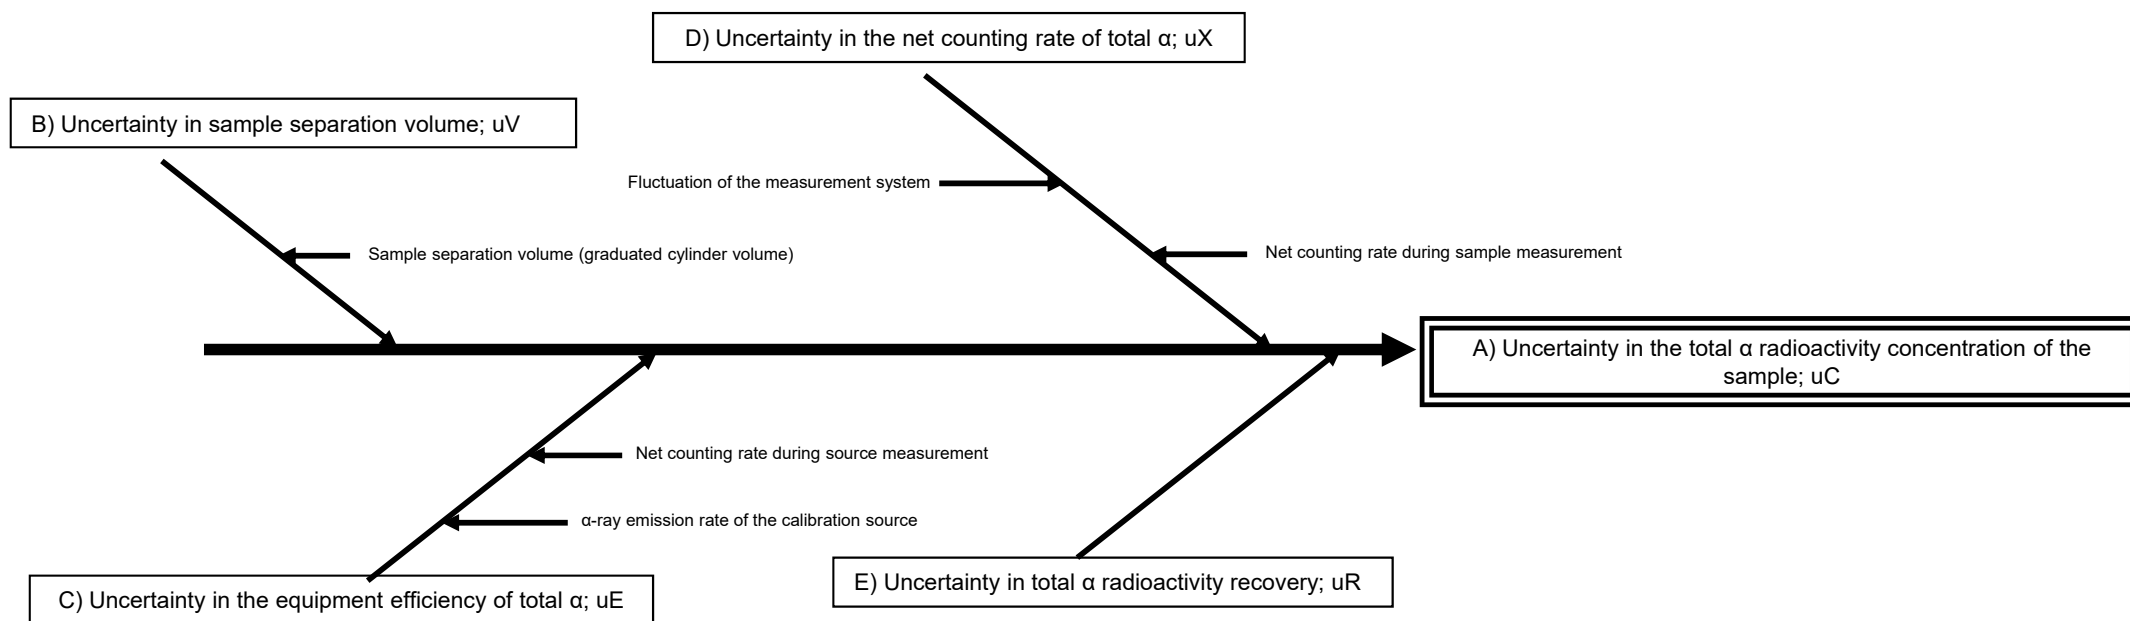 D) Uncertainty in the net counting rate of total α; uX
B) Uncertainty in sample separation volume; uV
Fluctuation of the measurement system
Sample separation volume (graduated cylinder volume)
Net counting rate during sample measurement
A) Uncertainty in the total α radioactivity concentration of the
sample; uC
Net counting rate during source measurement
α-ray emission rate of the calibration source
E) Uncertainty in total α radioactivity recovery; uR
C) Uncertainty in the equipment efficiency of total α; uE